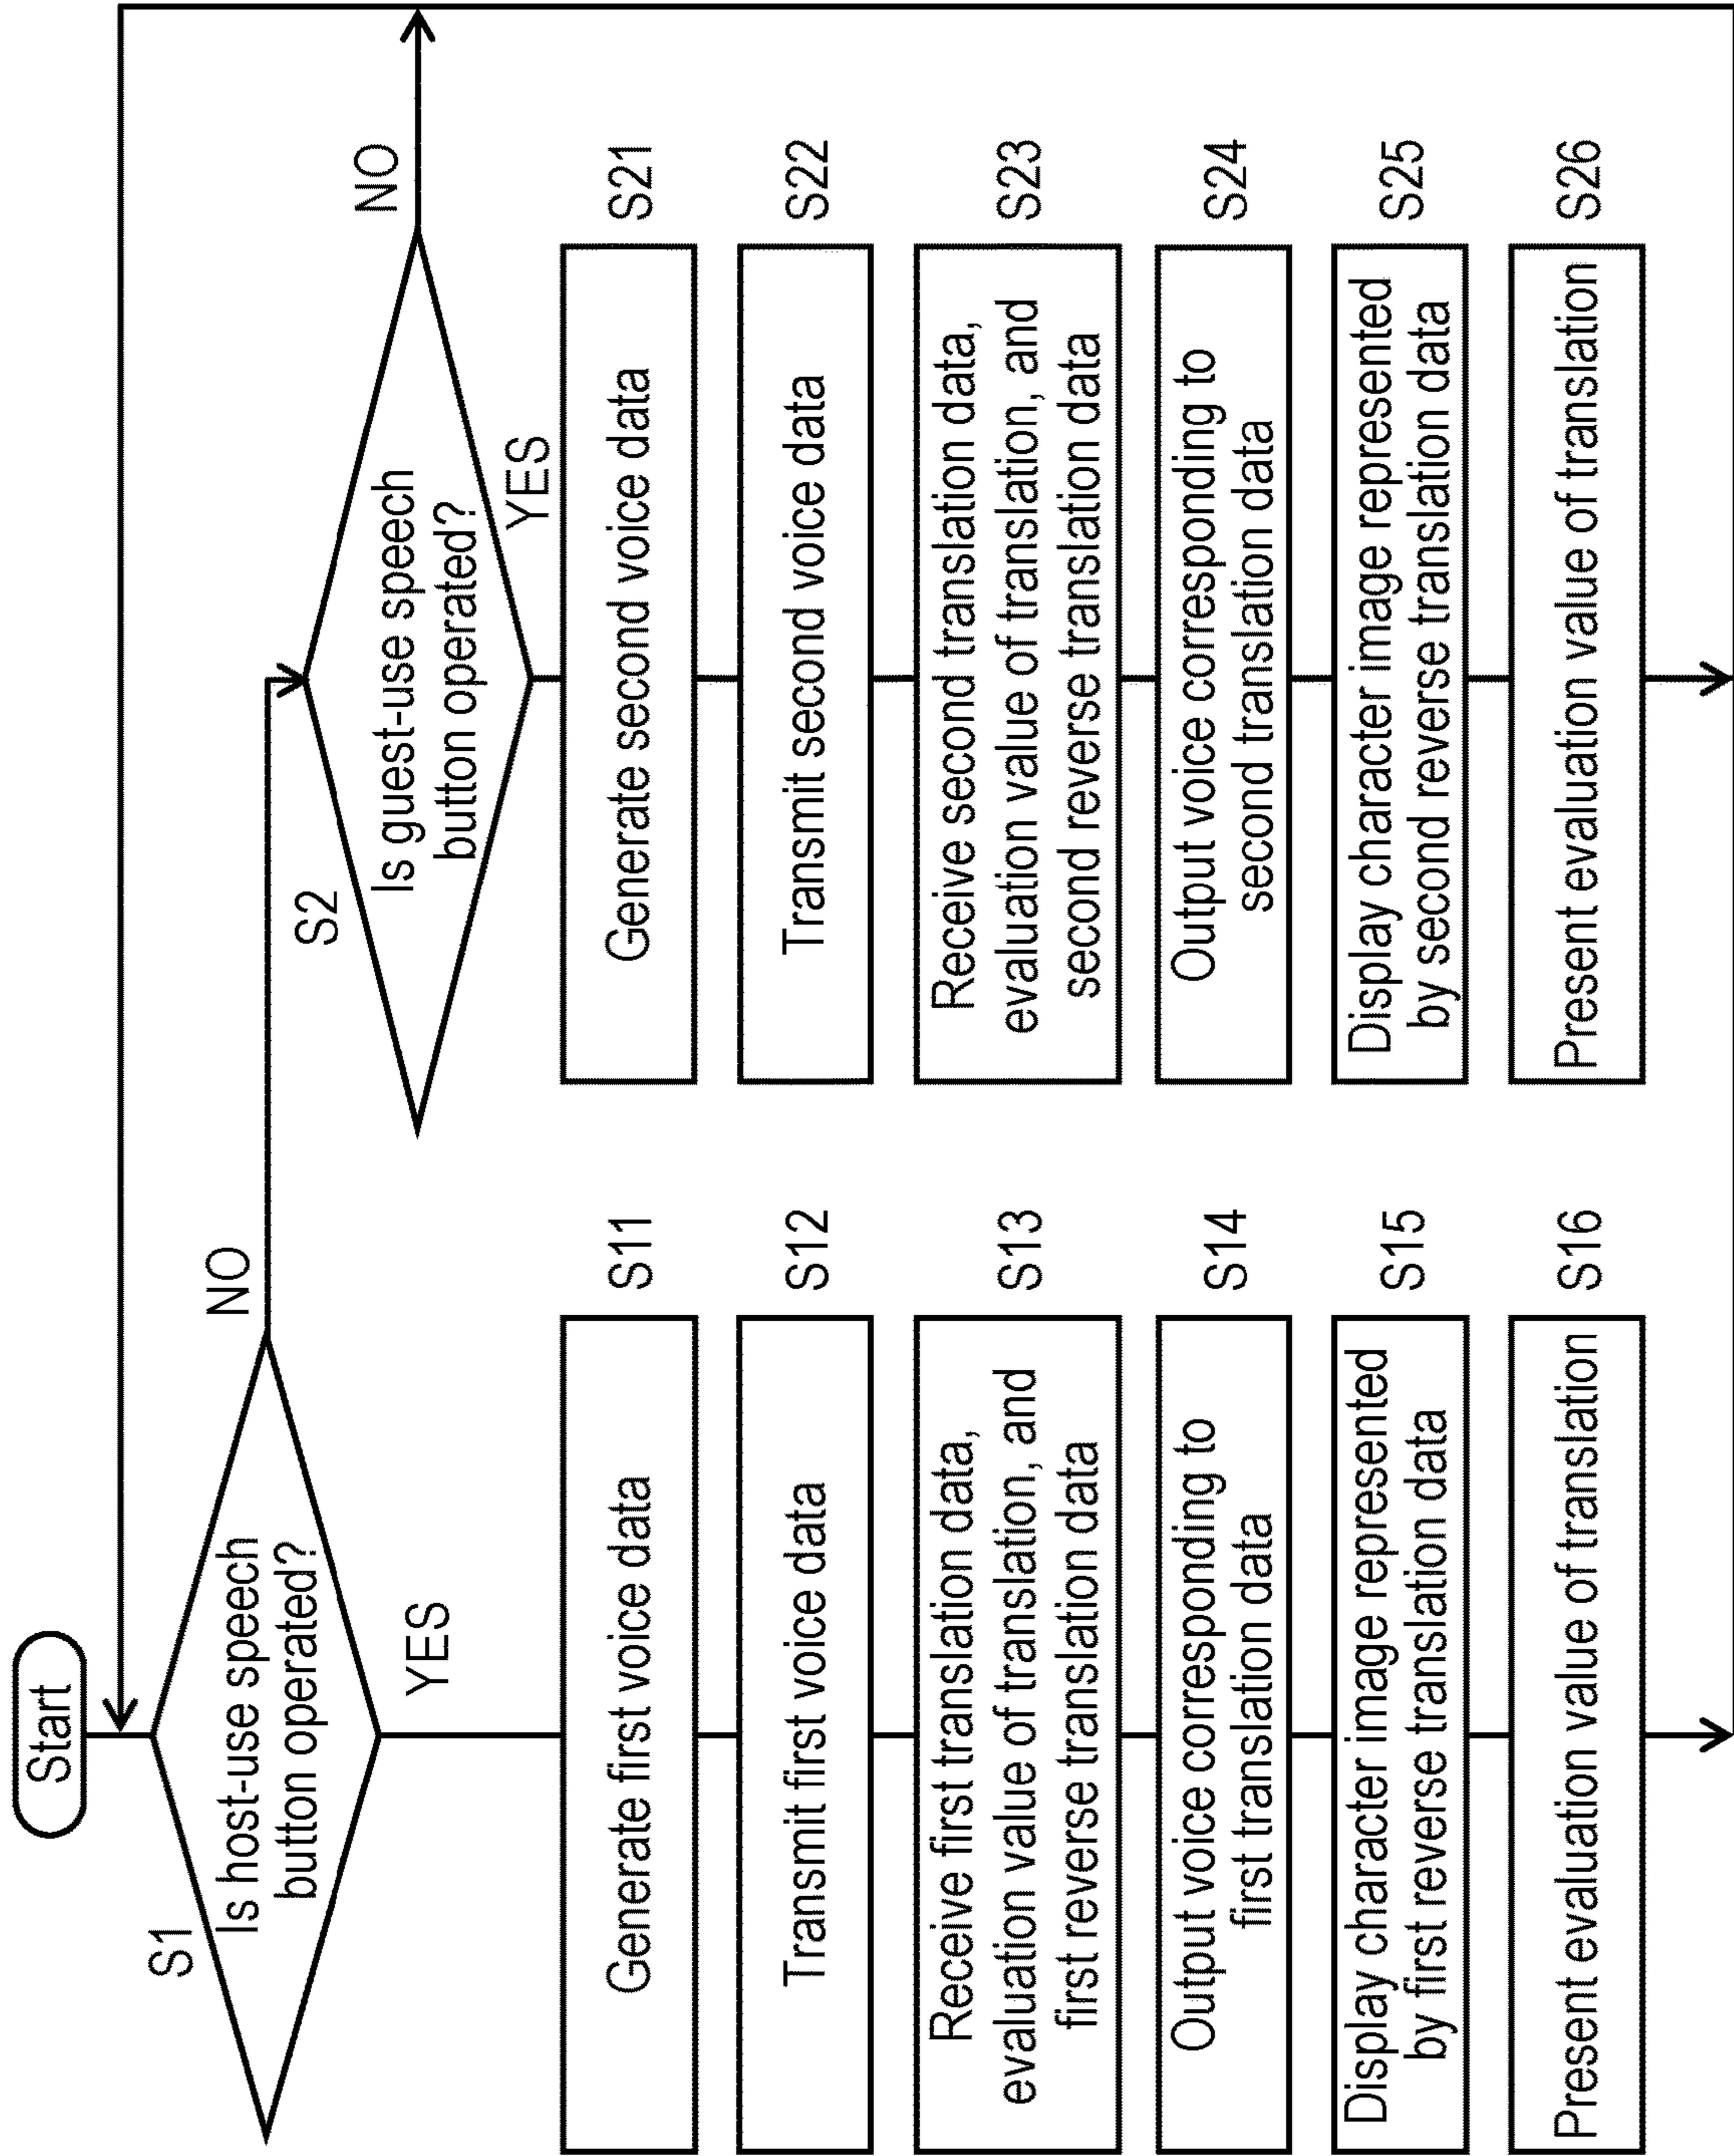 Start
S1
Is host-use speech
button operated?
NO
YES
Generate first voice data
S11
Transmit first voice data
S12
Receive first translation data,
evaluation value of translation, and
first reverse translation data
S13
Output voice corresponding to
first translation data
S14
Display character image represented
by first reverse translation data
S15
Present evaluation value of translation
S16
S2
Is guest-use speech
button operated?
NO
YES
Generate second voice data
S21
Transmit second voice data
S22
Receive second translation data,
evaluation value of translation, and
second reverse translation data
S23
Output voice corresponding to
second translation data
S24
Display character image represented
by second reverse translation data
S25
Present evaluation value of translation
S26